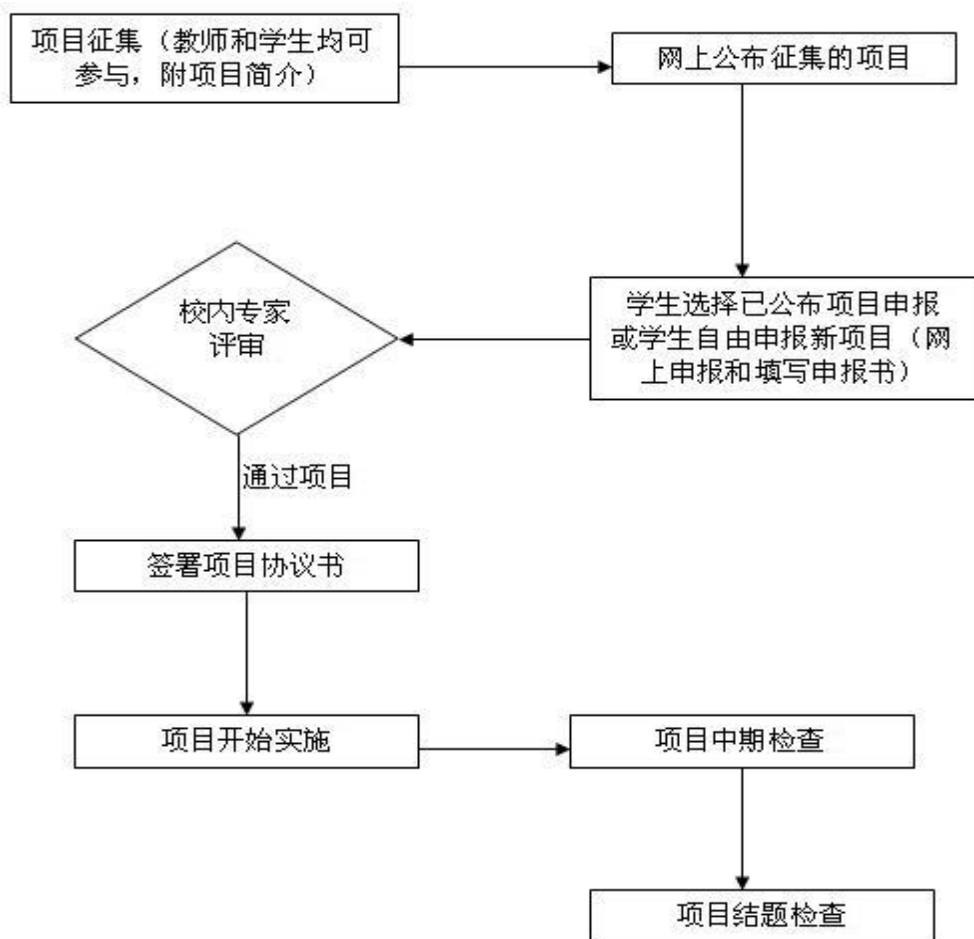 项目征集（教师和学生均可
参与，附项目简介）
网上公布征集的项目
学生选择已公布项目申报
或学生自由申报新项目（网
上申报和填写申报书）
校内专家
评审
通过项目
签署项目协议书
项目开始实施
项目中期检查
项目结题检查